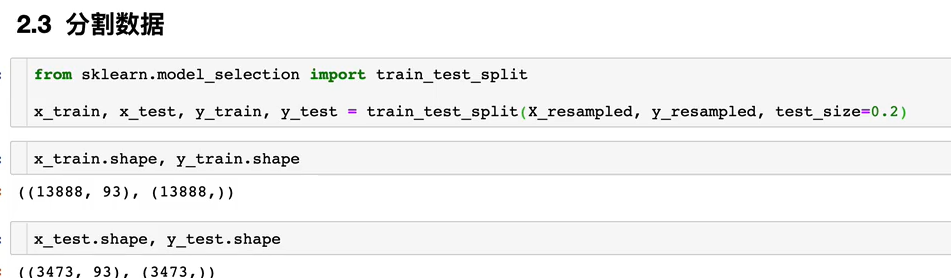 2.3 分割数据
from sklearn.model_selection import train_test_split
x_train, x_test, y_train, y_test = train_test_split(X_resampled, y_resampled, test_size=0.2)
x_train.shape, y_train.shape
((13888, 93), (13888,))
x_test.shape, y_test.shape
((3473, 93), (3473,))